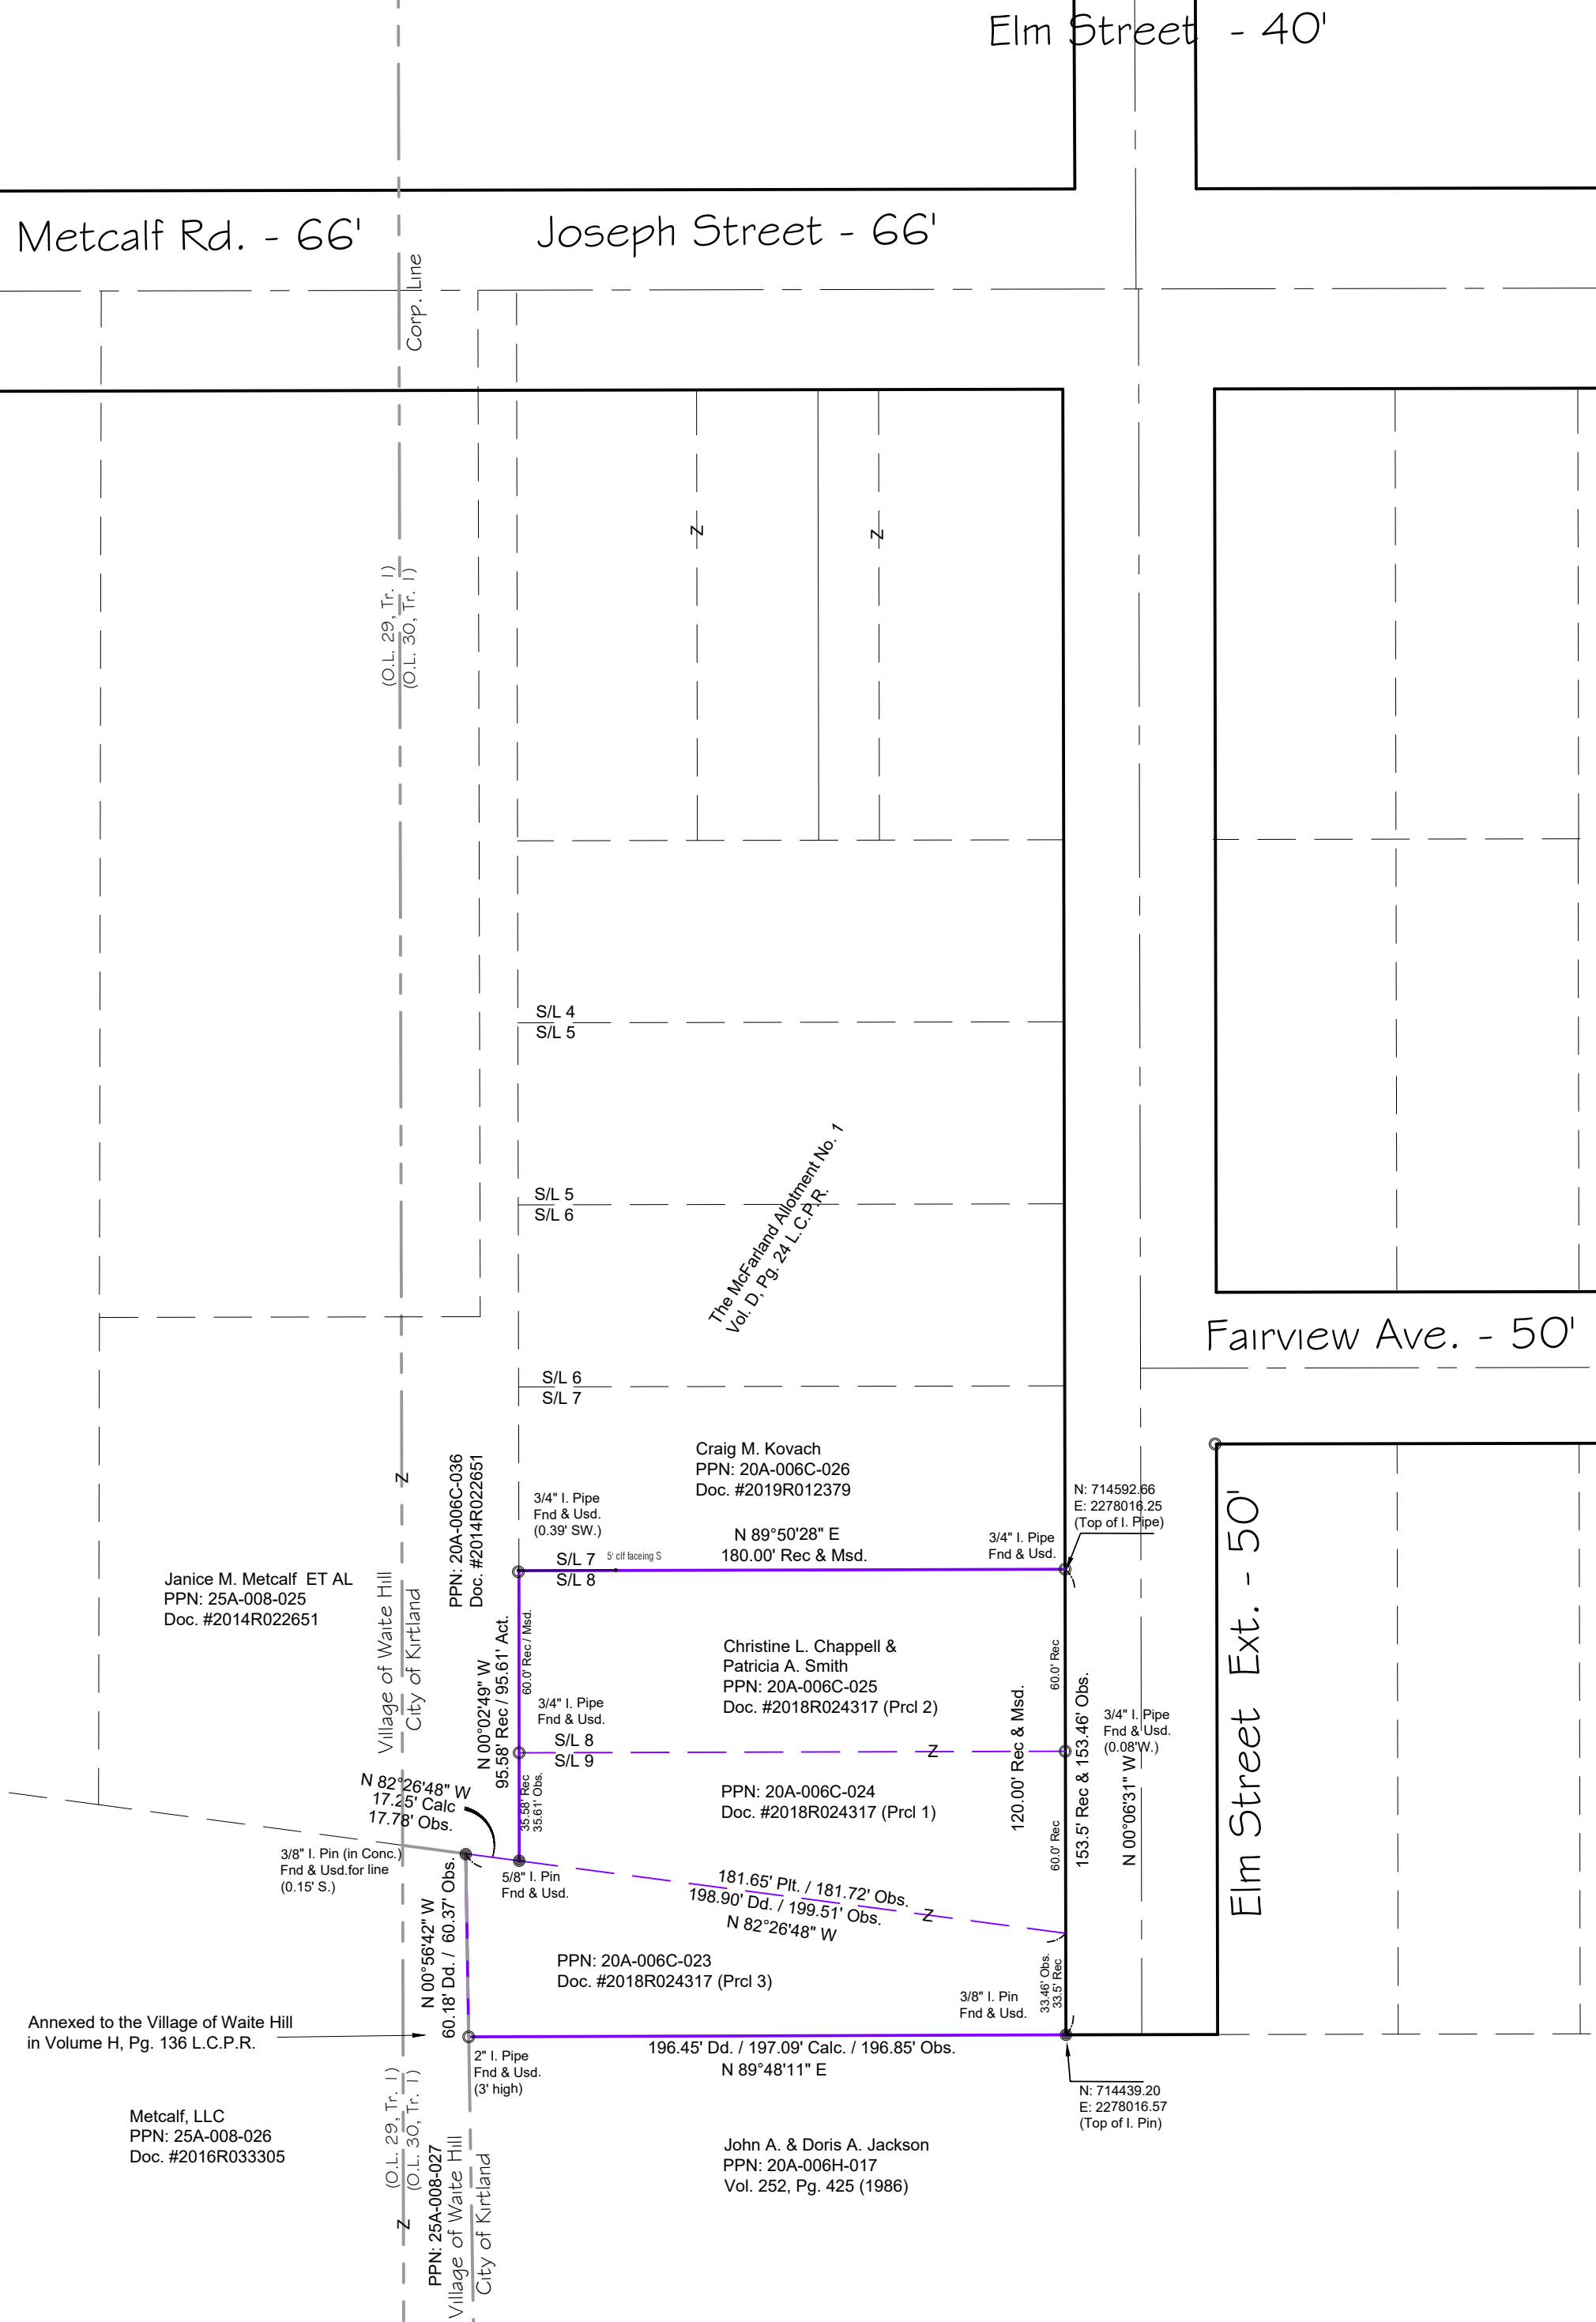 Elm Street - 40'
Metcalf Rd. - 66'
Joseph Street - 66'
Corp. Line
(O.L. 29, Tr. 1)
(O.L. 30, Tr. 1)
Z
Z
S/L 4
S/L 5
The McFarland Allotment No. 1
Vol. D, Pg. 24 L.C.P.R.
S/L 5
S/L 6
Fairview Ave. - 50'
S/L 6
S/L 7
Craig M. Kovach
PPN: 20A-006C-026
Doc. #2019R012379
Z
PPN: 20A-006C-036
Doc. #2014R022651
3/4" I. Pipe
Fnd & Usd.
(0.39' SW.)
N 89°50'28" E
180.00' Rec & Msd.
3/4" I. Pipe
Fnd & Usd.
N: 714592.66
E: 2278016.25
(Top of I. Pipe)
S/L 7
S/L 8
5' clf faceing S
Janice M. Metcalf ET AL
PPN: 25A-008-025
Doc. #2014R022651
Village of Waite Hill
City of Kirtland
N 00°02'49" W
95.58' Rec / 95.61' Act.
60.0' Rec / Msd.
Christine L. Chappell &
Patricia A. Smith
PPN: 20A-006C-025
Doc. #2018R024317 (Prcl 2)
60.0' Rec
120.00' Rec & Msd.
153.5' Rec & 153.46' Obs.
N 00°06'31" W
3/4" I. Pipe
Fnd & Usd.
(0.08'W.)
Elm Street Ext. - 50'
3/4" I. Pipe
Fnd & Usd.
S/L 8
S/L 9
Z
35.58' Rec
35.61' Obs.
PPN: 20A-006C-024
Doc. #2018R024317 (Prcl 1)
60.0' Rec
N 82°26'48" W
17.25' Calc
17.78' Obs.
3/8" I. Pin (in Conc.)
Fnd & Usd.for line
(0.15' S.)
5/8" I. Pin
Fnd & Usd.
181.65' Plt. / 181.72' Obs.
198.90' Dd. / 199.51' Obs.
N 82°26'48" W
Z
N 00°56'42" W
60.18' Dd. / 60.37' Obs.
PPN: 20A-006C-023
Doc. #2018R024317 (Prcl 3)
33.46' Obs.
33.5' Rec
3/8" I. Pin
Fnd & Usd.
Annexed to the Village of Waite Hill
in Volume H, Pg. 136 L.C.P.R.
2" I. Pipe
Fnd & Usd.
(3' high)
196.45' Dd. / 197.09' Calc. / 196.85' Obs.
N 89°48'11" E
N: 714439.20
E: 2278016.57
(Top of I. Pin)
Metcalf, LLC
PPN: 25A-008-026
Doc. #2016R033305
(O.L. 29, Tr. 1)
(O.L. 30, Tr. 1)
Z
PPN: 25A-008-027
Village of Waite Hill
City of Kirtland
John A. & Doris A. Jackson
PPN: 20A-006H-017
Vol. 252, Pg. 425 (1986)